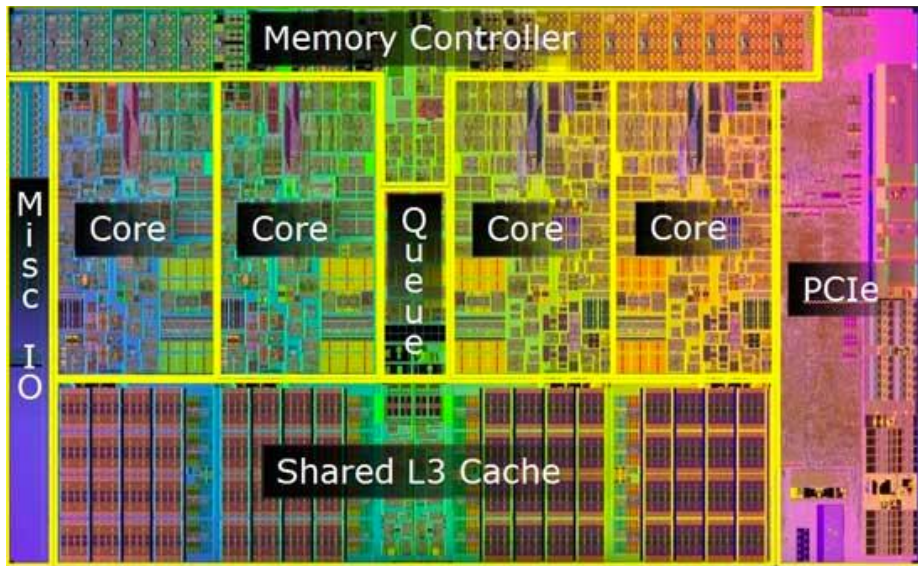 Memory Controller
Misc IO
Core
Core
Queue
Core
Core
PCIe
Shared L3 Cache